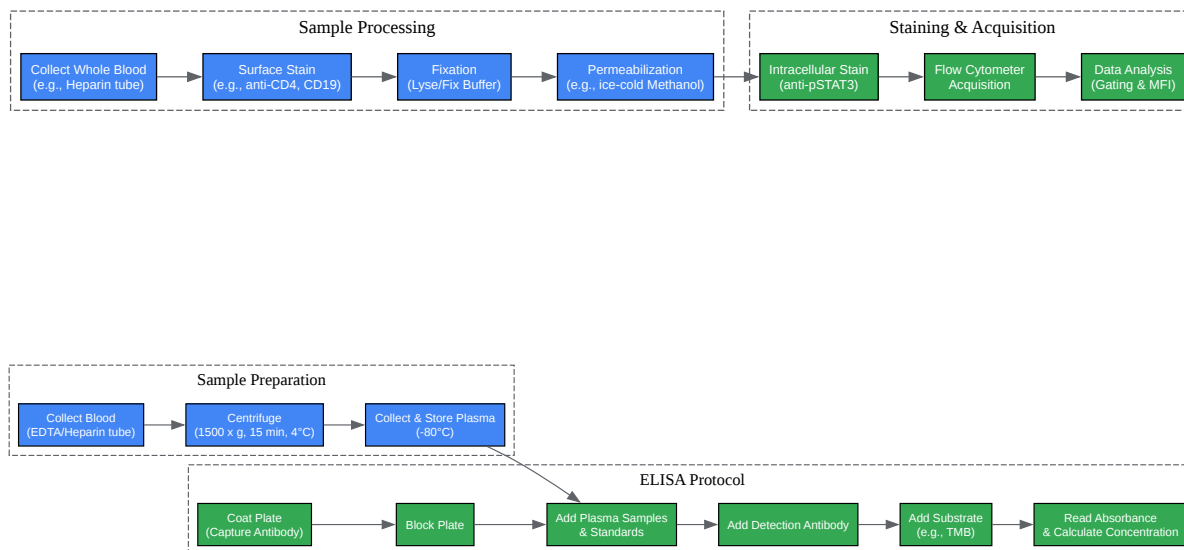 Sample Processing
Collect Whole Blood
(e.g., Heparin tube)
Surface Stain
(e.g., anti-CD4, CD19)
Fixation
(Lyse/Fix Buffer)
Permeabilization
(e.g., ice-cold Methanol)
Staining & Acquisition
Intracellular Stain
(anti-pSTAT3)
Flow Cytometer
Acquisition
Data Analysis
(Gating & MFI)
Sample Preparation
Collect Blood
(EDTA/Heparin tube)
Centrifuge
(1500 x g, 15 min, 4°C)
Collect & Store Plasma
(-80°C)
ELISA Protocol
Coat Plate
(Capture Antibody)
Block Plate
Add Plasma Samples
& Standards
Add Detection Antibody
Add Substrate
(e.g., TMB)
Read Absorbance
& Calculate Concentration